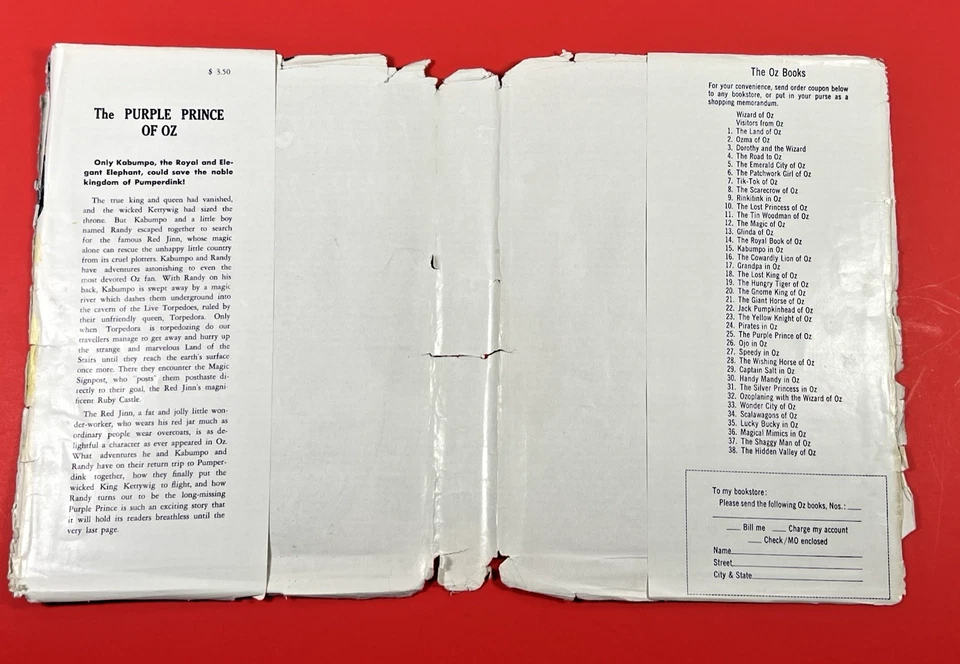 $ 3.50
The PURPLE PRINCE
OF OZ
Only Kabumpo, the Royal and Ele-
gant Elephant, could save the noble
kingdom of Pumperdink!
The true king and queen had vanished,
and the wicked Kettywig had sized the
throne. But Kabumpo and a little boy
named Randy escaped together to search
for the famous Red Jinn, whose magic
alone can rescue the unhappy little country
from its cruel plotters. Kabumpo and Randy
have adventures astonishing to even the
most devoted Oz fan. With Randy on his
back, Kabumpo is swept away by a magic
river which dashes them underground into
the cavern of the Live Torpedoes, ruled by
their unfriendly queen, Torpedora. Only
when Torpedora is torpedoing do our
travellers manage to get away and hurry up
the strange and marvelous Land of the
Stairs until they reach the earth's surface
once more. There they encounter the Magic
Signpost, who "posts" them posthaste di-
rectly to their goal, the Red Jinn's magni-
ficent Ruby Castle.
The Red Jinn, a fat and jolly little won-
der-worker, who wears his red jar much as
ordinary people wear overcoats, is as de-
lightful a character as ever appeared in Oz.
What adventures he and Kabumpo and
Randy have on their return trip to Pumper-
dink together, how they finally put the
wicked King Kettywig to flight, and how
Randy turns out to be the long-missing
Purple Prince is such an exciting story that
it will hold its readers breathless until the
very last page.
The Oz Books
For your convenience, send order coupon below
to any bookstore, or put in your purse as a
shopping memorandum.
Wizard of Oz
Visitors from Oz
1. The Land of Oz
2. Ozma of Oz
3. Dorothy and the Wizard
4. The Road to Oz
5. The Emerald City of Oz
6. The Patchwork Girl of Oz
7. Tik-Tok of Oz
8. The Scarecrow of Oz
9. Rinkitink in Oz
10. The Lost Princess of Oz
11. The Tin Woodman of Oz
12. The Magic of Oz
13. Glinda of Oz
14. The Royal Book of Oz
15. Kabumpo in Oz
16. The Cowardly Lion of Oz
17. Grandpa in Oz
18. The Lost King of Oz
19. The Hungry Tiger of Oz
20. The Gnome King of Oz
21. The Giant Horse of Oz
22. Jack Pumpkinhead of Oz
23. The Yellow Knight of Oz
24. Pirates in Oz
25. The Purple Prince of Oz
26. Ojo in Oz
27. Speedy in Oz
28. The Wishing Horse of Oz
29. Captain Salt in Oz
30. Handy Mandy in Oz
31. The Silver Princess in Oz
32. Ozoplaning with the Wizard of Oz
33. Wonder City of Oz
34. Scalawagons of Oz
35. Lucky Bucky in Oz
36. Magical Mimics in Oz
37. The Shaggy Man of Oz
38. The Hidden Valley of Oz
To my bookstore:
Please send the following Oz books, Nos.:
Bill me Charge my account
Check/MO enclosed
Name
Street
City & State